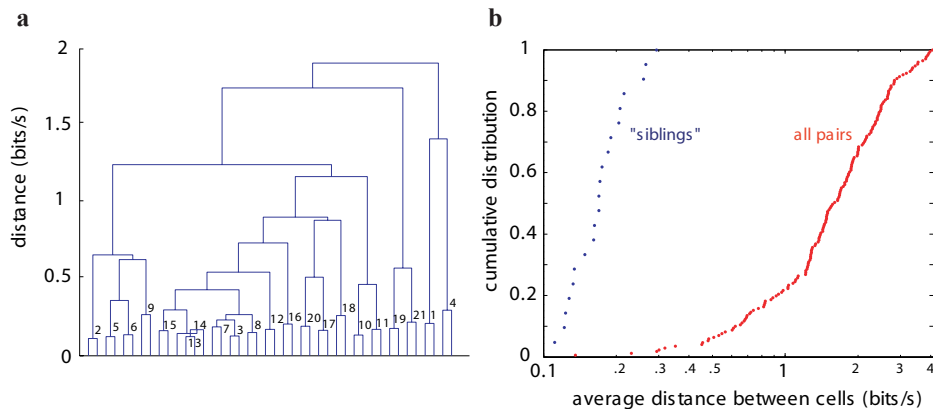 a
b
2
1.5
1
0.5
0
distance (bits/s)
2 5 6 9 15 14 13 7 3 8 12 16 20 17 18 10 11 19 21 1 4
1
0.8
0.6
0.4
0.2
0
cumulative distribution
"siblings"
all pairs
0.1 .2 .3 .4 .5 1 2 3 4
average distance between cells (bits/s)